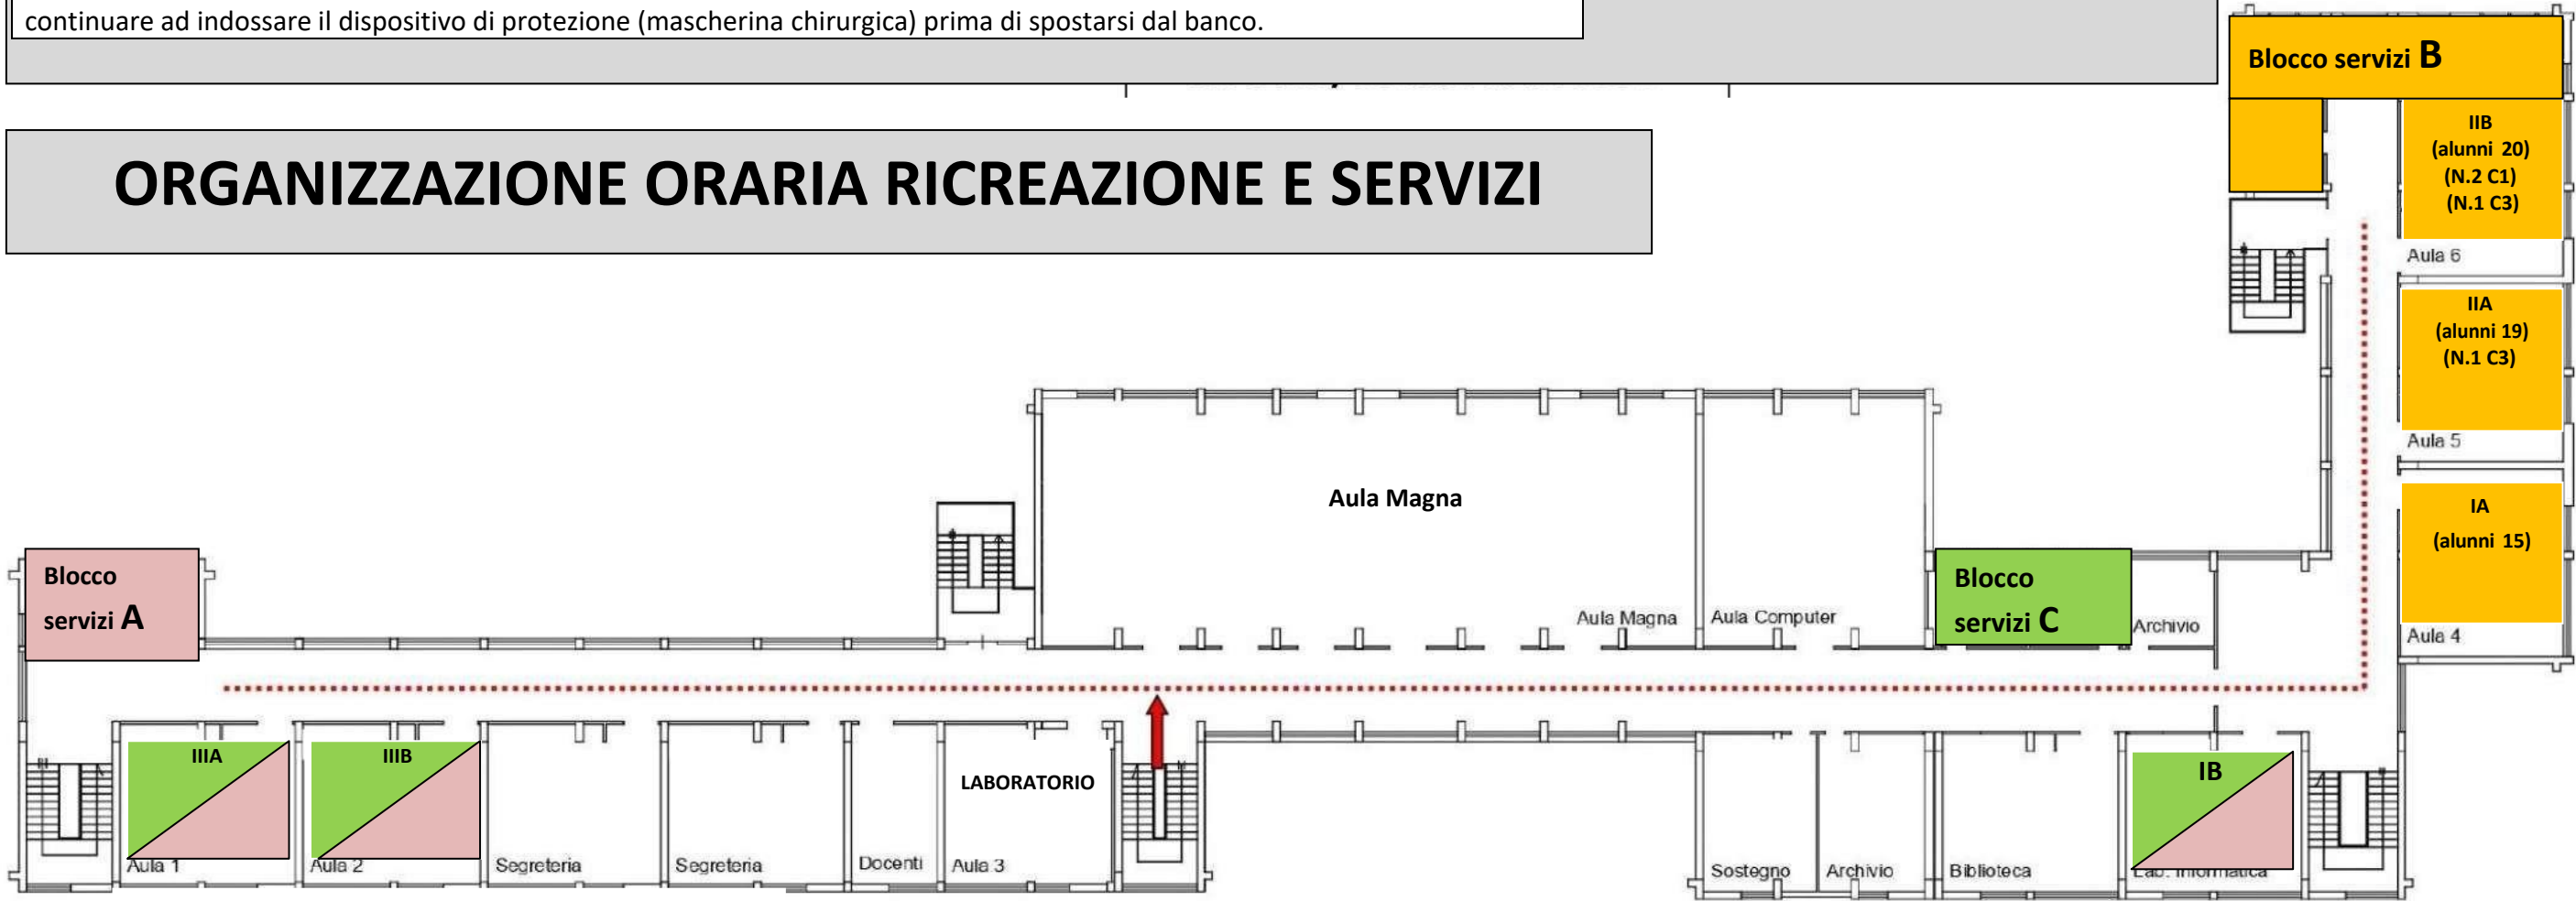 continuare ad indossare il dispositivo di protezione (mascherina chirurgica) prima di spostarsi dal banco.
ORGANIZZAZIONE ORARIA RICREAZIONE E SERVIZI
Blocco servizi B
IIB
(alunni 20)
(N.2 C1)
(N.1 C3)
Aula 6
IIA
(alunni 19)
(N.1 C3)
Aula 5
IA
(alunni 15)
Aula 4
Aula Magna
Aula Magna
Aula Computer
Blocco
servizi C
Archivio
Blocco
servizi A
IIIA
Aula 1
IIIB
Aula 2
Segreteria
Segreteria
Docenti
LABORATORIO
Aula 3
Sostegno
Archivio
Biblioteca
IB
Lab. Informatica